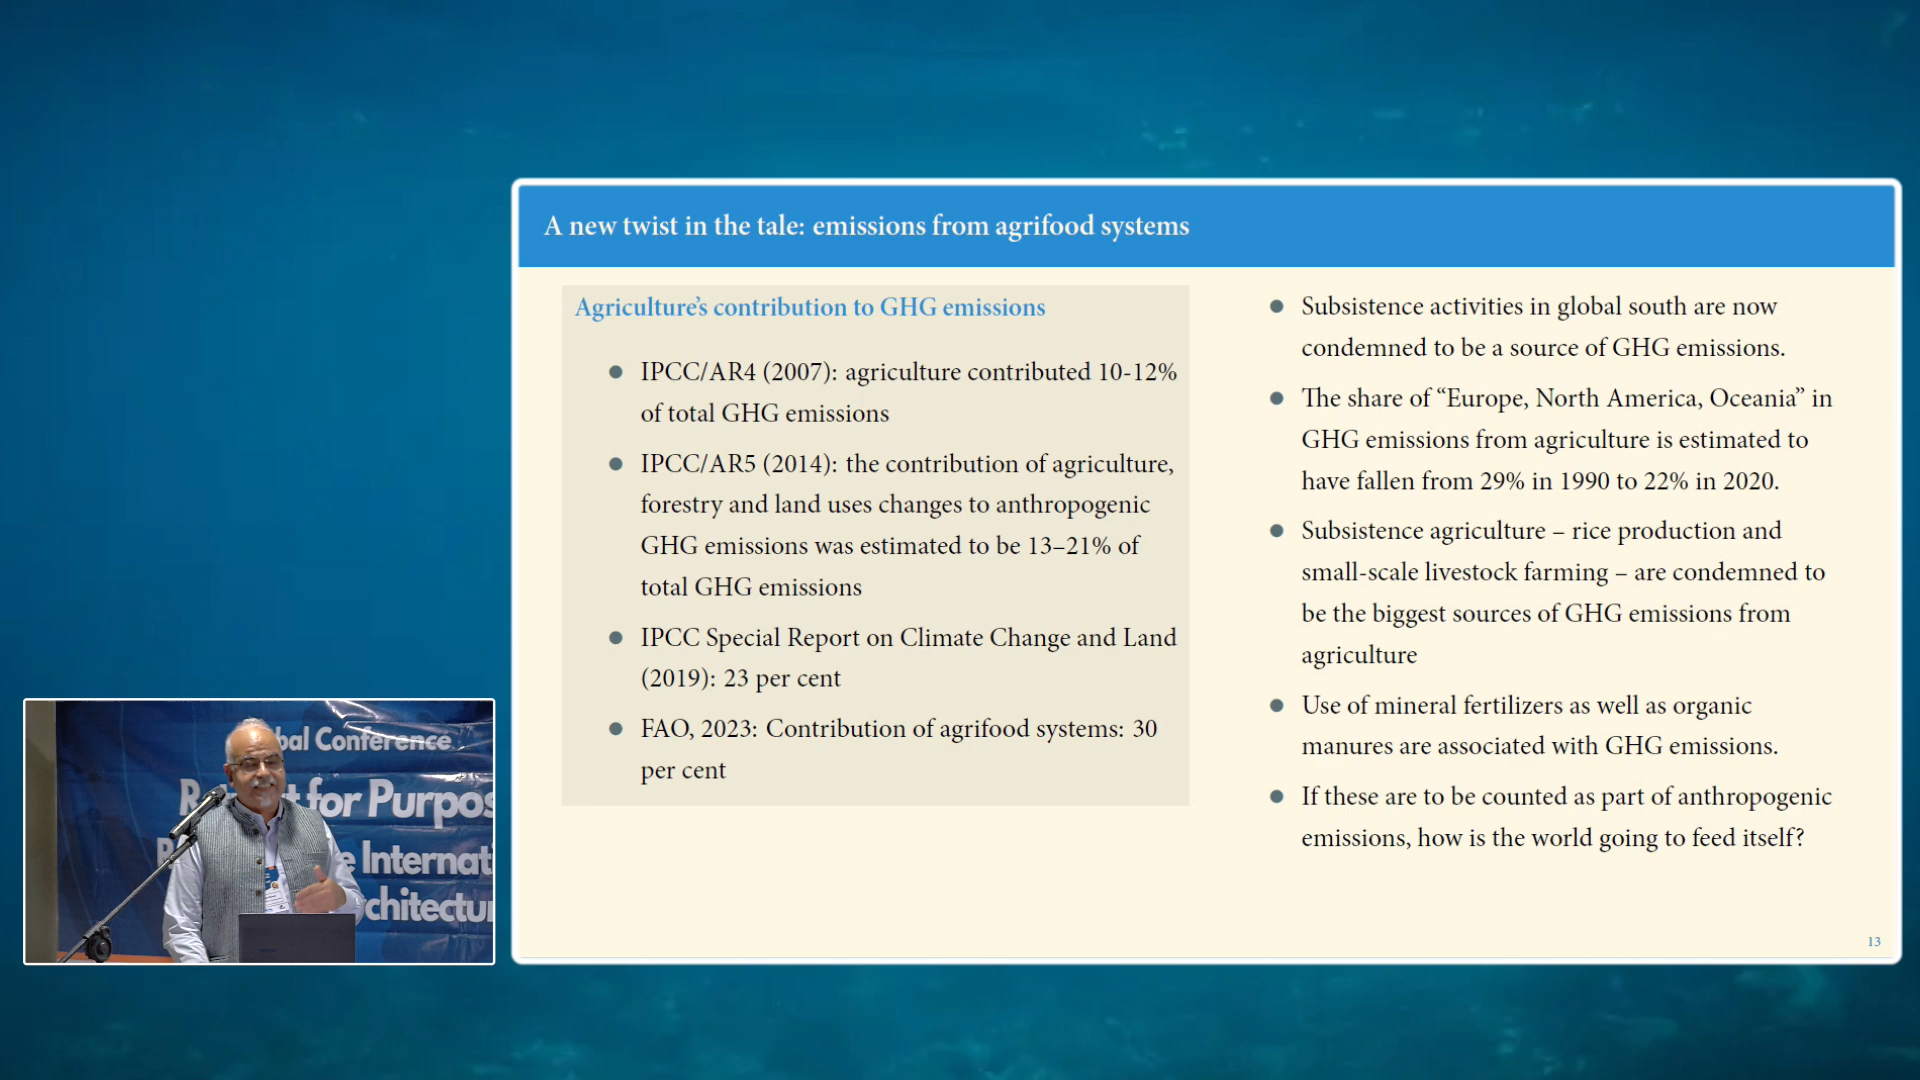 A new twist in the tale: emissions from agrifood systems
Agriculture's contribution to GHG emissions
● IPCC/AR4 (2007): agriculture contributed 10-12%
of total GHG emissions
● IPCC/AR5 (2014): the contribution of agriculture,
forestry and land uses changes to anthropogenic
GHG emissions was estimated to be 13–21% of
total GHG emissions
● IPCC Special Report on Climate Change and Land
(2019): 23 per cent
● FAO, 2023: Contribution of agrifood systems: 30
per cent
● Subsistence activities in global south are now
condemned to be a source of GHG emissions.
● The share of “Europe, North America, Oceania” in
GHG emissions from agriculture is estimated to
have fallen from 29% in 1990 to 22% in 2020.
● Subsistence agriculture – rice production and
small-scale livestock farming – are condemned to
be the biggest sources of GHG emissions from
agriculture
● Use of mineral fertilizers as well as organic
manures are associated with GHG emissions.
● If these are to be counted as part of anthropogenic
emissions, how is the world going to feed itself?
13
bal Conference
for Purpos
e Internati
chitectu